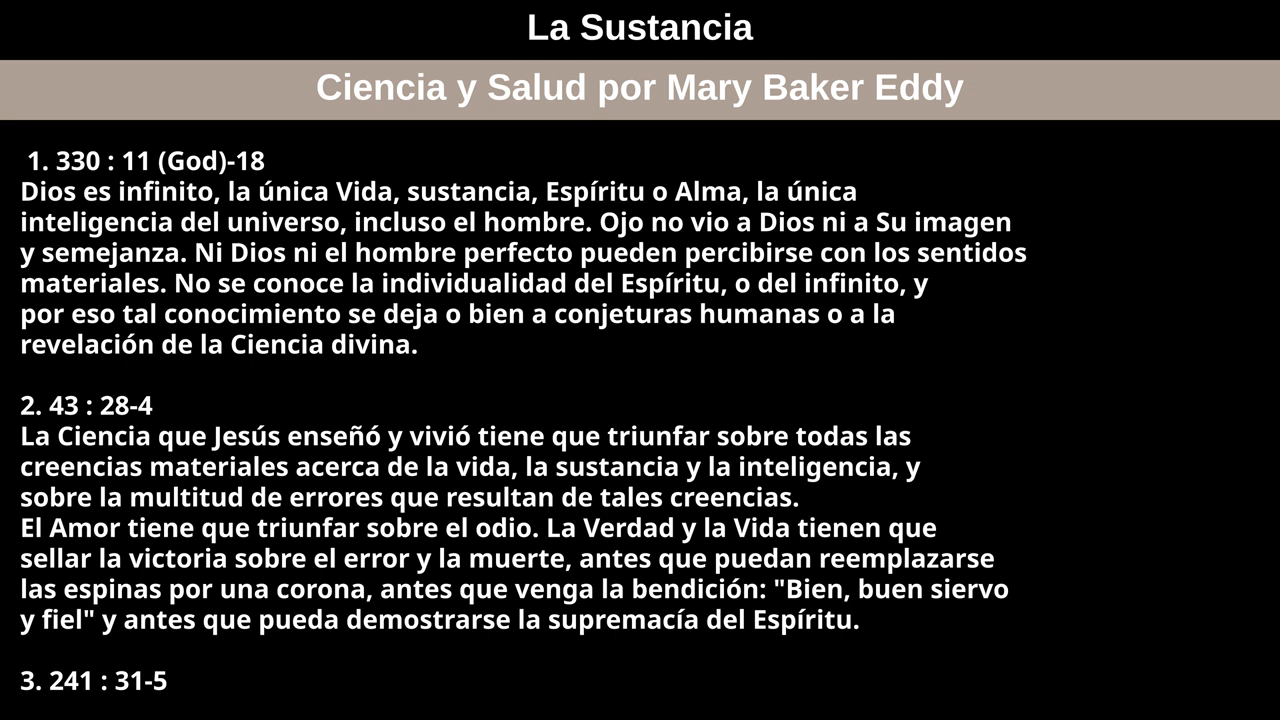 La Sustancia
Ciencia y Salud por Mary Baker Eddy
1. 330 : 11 (God)-18
Dios es infinito, la única Vida, sustancia, Espíritu o Alma, la única
inteligencia del universo, incluso el hombre. Ojo no vio a Dios ni a Su imagen
y semejanza. Ni Dios ni el hombre perfecto pueden percibirse con los sentidos
materiales. No se conoce la individualidad del Espíritu, o del infinito, y
por eso tal conocimiento se deja o bien a conjeturas humanas o a la
revelación de la Ciencia divina.
2. 43 : 28-4
La Ciencia que Jesús enseñó y vivió tiene que triunfar sobre todas las
creencias materiales acerca de la vida, la sustancia y la inteligencia, y
sobre la multitud de errores que resultan de tales creencias.
El Amor tiene que triunfar sobre el odio. La Verdad y la Vida tienen que
sellar la victoria sobre el error y la muerte, antes que puedan reemplazarse
las espinas por una corona, antes que venga la bendición: "Bien, buen siervo
y fiel" y antes que pueda demostrarse la supremacía del Espíritu.
3. 241 : 31-5